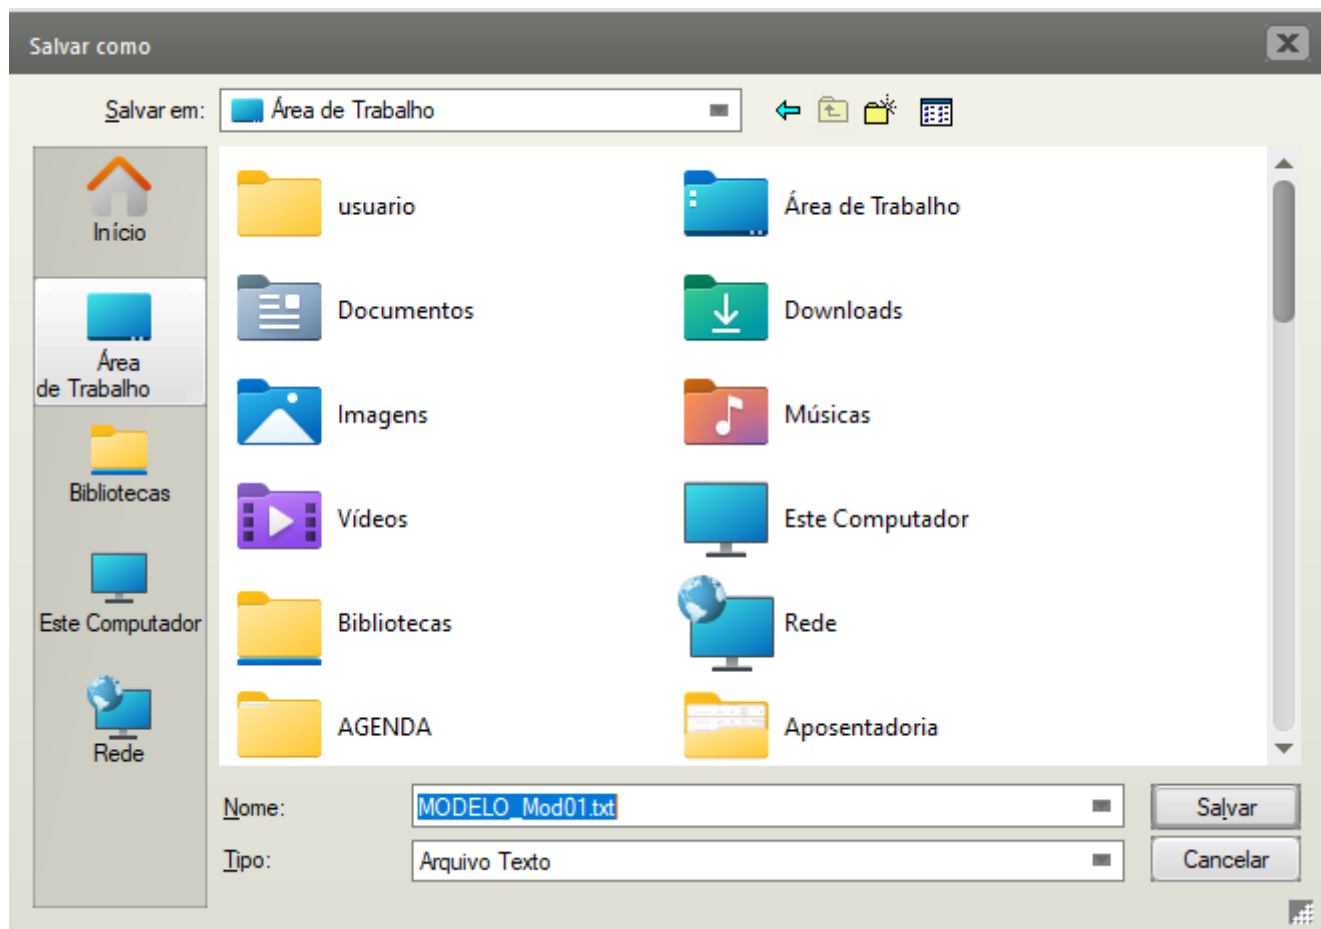 Salvar como
Salvar em:
Área de Trabalho
Início
Área
de Trabalho
Bibliotecas
Este Computador
Rede
usuario
Área de Trabalho
Documentos
Downloads
Imagens
Músicas
Vídeos
Este Computador
Bibliotecas
Rede
AGENDA
Aposentadoria
Nome:
MODELO_Mod01.txt
Salvar
Tipo:
Arquivo Texto
Cancelar